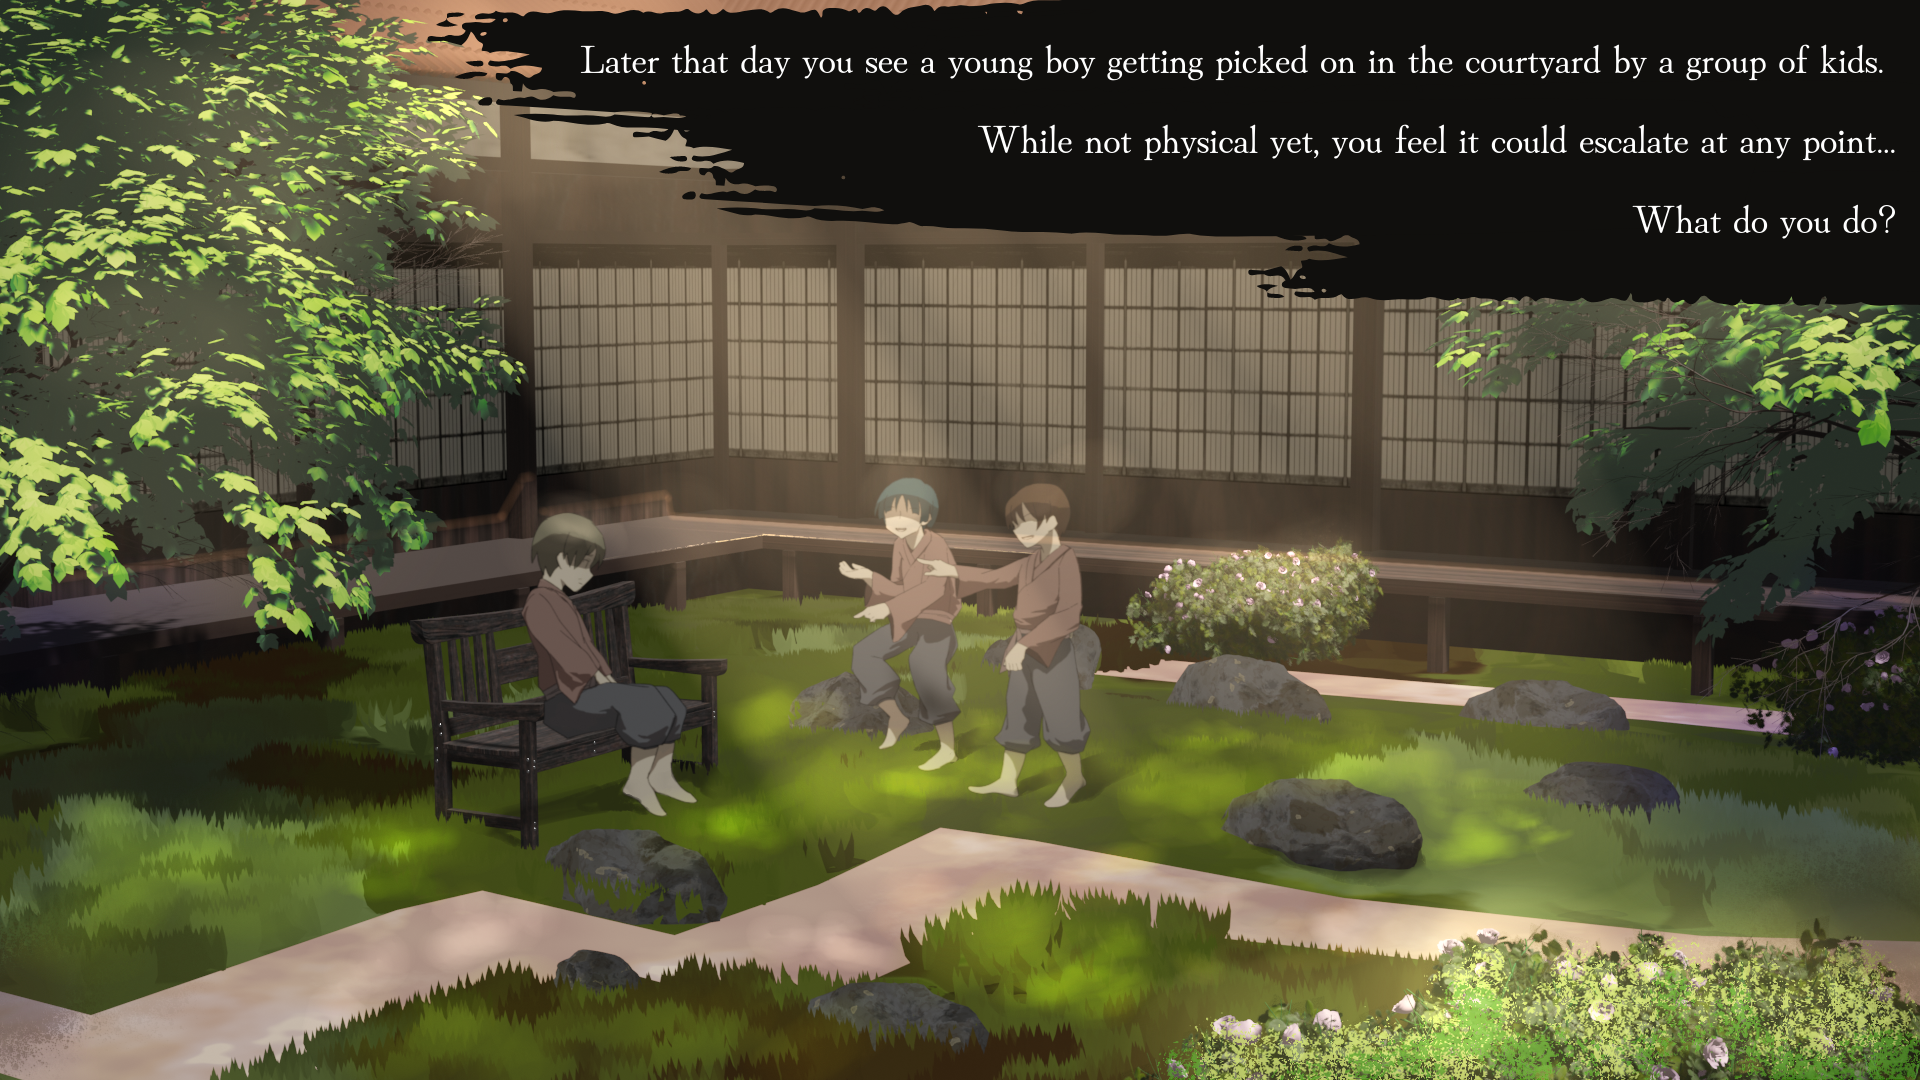 Later that day you see a young boy getting picked on in the courtyard by a group of kids.
While not physical yet, you feel it could escalate at any point...
What do you do?